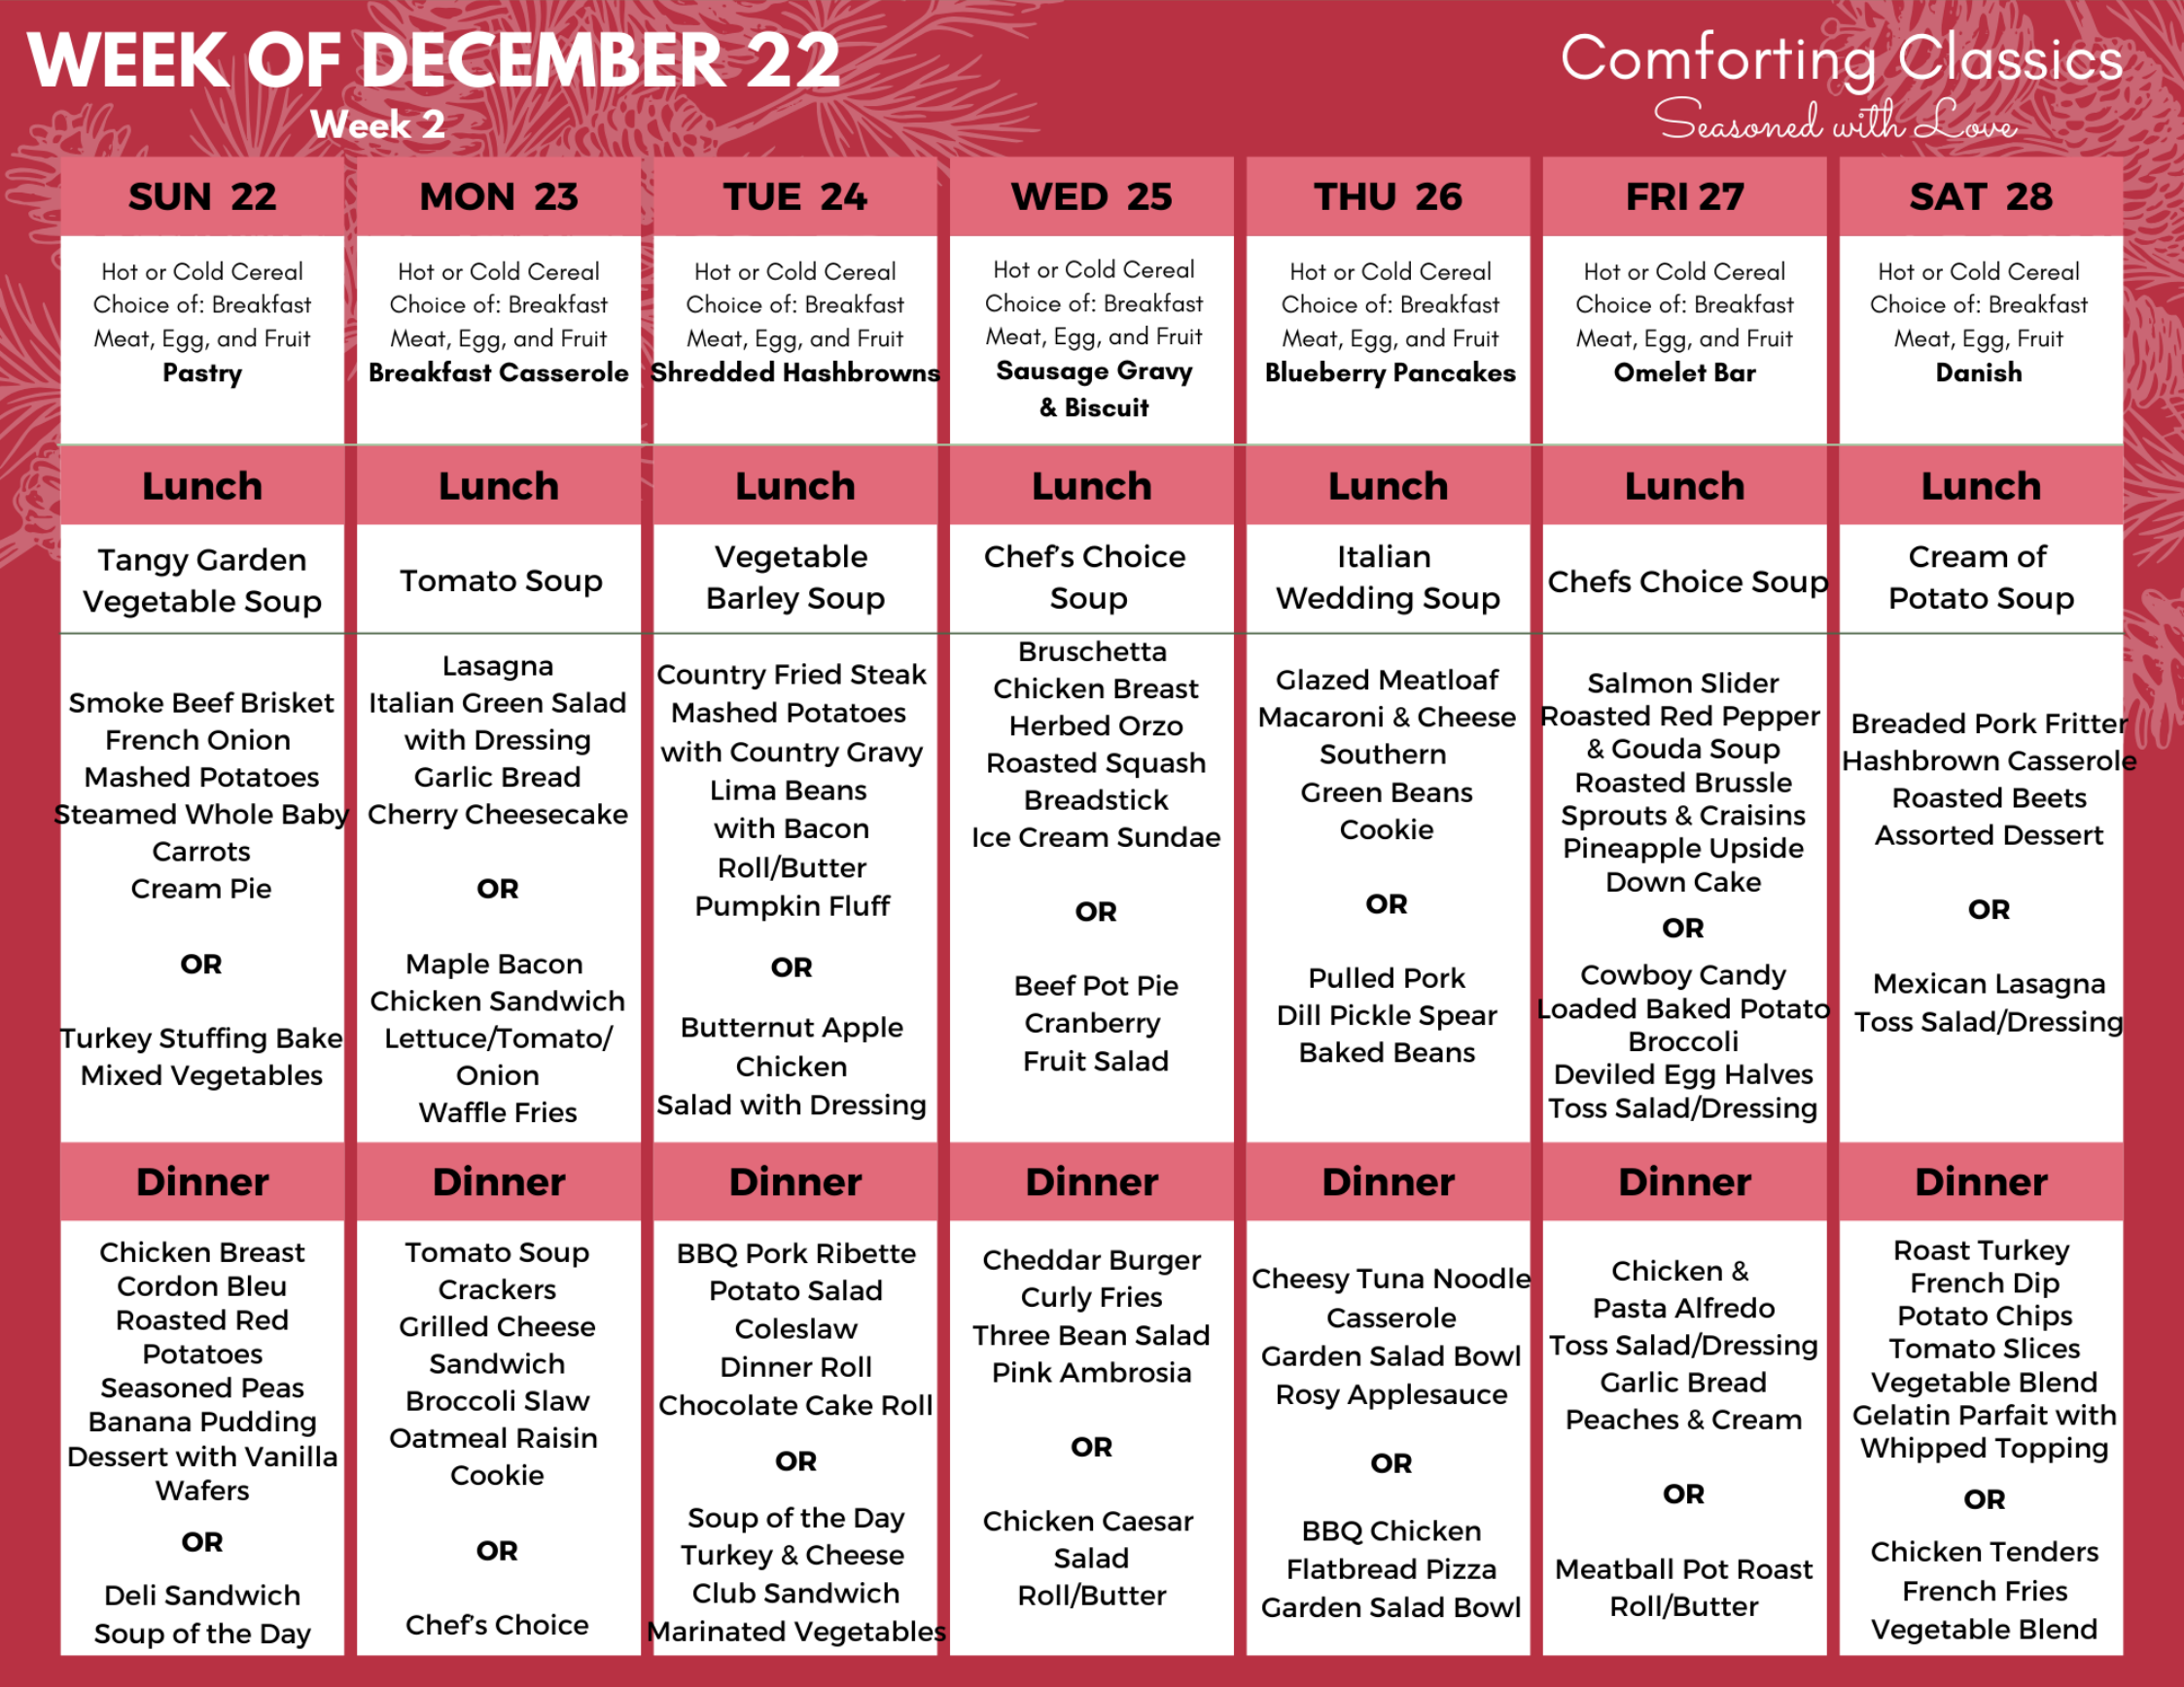 WEEK OF DECEMBER 22
Week 2
Comforting Classics
Seasoned with Love
SUN 22
Hot or Cold Cereal
Choice of: Breakfast
Meat, Egg, and Fruit
Pastry
Lunch
Tangy Garden
Vegetable Soup
Smoke Beef Brisket
French Onion
Mashed Potatoes
Steamed Whole Baby
Carrots
Cream Pie
OR
Turkey Stuffing Bake
Mixed Vegetables
Dinner
Chicken Breast
Cordon Bleu
Roasted Red
Potatoes
Seasoned Peas
Banana Pudding
Dessert with Vanilla
Wafers
OR
Deli Sandwich
Soup of the Day
MON 23
Hot or Cold Cereal
Choice of: Breakfast
Meat, Egg, and Fruit
Breakfast Casserole
Lunch
Tomato Soup
Lasagna
Italian Green Salad
with Dressing
Garlic Bread
Cherry Cheesecake
OR
Maple Bacon
Chicken Sandwich
Lettuce/Tomato/
Onion
Waffle Fries
Dinner
Tomato Soup
Crackers
Grilled Cheese
Sandwich
Broccoli Slaw
Oatmeal Raisin
Cookie
OR
Chef's Choice
TUE 24
Hot or Cold Cereal
Choice of: Breakfast
Meat, Egg, and Fruit
Shredded Hashbrowns
Lunch
Vegetable
Barley Soup
Country Fried Steak
Mashed Potatoes
with Country Gravy
Lima Beans
with Bacon
Roll/Butter
Pumpkin Fluff
OR
Butternut Apple
Chicken
Salad with Dressing
Dinner
BBQ Pork Ribette
Potato Salad
Coleslaw
Dinner Roll
Chocolate Cake Roll
OR
Soup of the Day
Turkey & Cheese
Club Sandwich
Marinated Vegetables
WED 25
Hot or Cold Cereal
Choice of: Breakfast
Meat, Egg, and Fruit
Sausage Gravy
& Biscuit
Lunch
Chef's Choice
Soup
Bruschetta
Chicken Breast
Herbed Orzo
Roasted Squash
Breadstick
Ice Cream Sundae
OR
Beef Pot Pie
Cranberry
Fruit Salad
Dinner
Cheddar Burger
Curly Fries
Three Bean Salad
Pink Ambrosia
OR
Chicken Caesar
Salad
Roll/Butter
THU 26
Hot or Cold Cereal
Choice of: Breakfast
Meat, Egg, and Fruit
Blueberry Pancakes
Lunch
Italian
Wedding Soup
Glazed Meatloaf
Macaroni & Cheese
Southern
Green Beans
Cookie
OR
Pulled Pork
Dill Pickle Spear
Baked Beans
Dinner
Cheesy Tuna Noodle
Casserole
Garden Salad Bowl
Rosy Applesauce
OR
BBQ Chicken
Flatbread Pizza
Garden Salad Bowl
FRI 27
Hot or Cold Cereal
Choice of: Breakfast
Meat, Egg, and Fruit
Omelet Bar
Lunch
Chefs Choice Soup
Salmon Slider
Roasted Red Pepper
& Gouda Soup
Roasted Brussle
Sprouts & Craisins
Pineapple Upside
Down Cake
OR
Cowboy Candy
Loaded Baked Potato
Broccoli
Deviled Egg Halves
Toss Salad/Dressing
Dinner
Chicken &
Pasta Alfredo
Toss Salad/Dressing
Garlic Bread
Peaches & Cream
OR
Meatball Pot Roast
Roll/Butter
SAT 28
Hot or Cold Cereal
Choice of: Breakfast
Meat, Egg, Fruit
Danish
Lunch
Cream of
Potato Soup
Breaded Pork Fritter
Hashbrown Casserole
Roasted Beets
Assorted Dessert
OR
Mexican Lasagna
Toss Salad/Dressing
Dinner
Roast Turkey
French Dip
Potato Chips
Tomato Slices
Vegetable Blend
Gelatin Parfait with
Whipped Topping
OR
Chicken Tenders
French Fries
Vegetable Blend